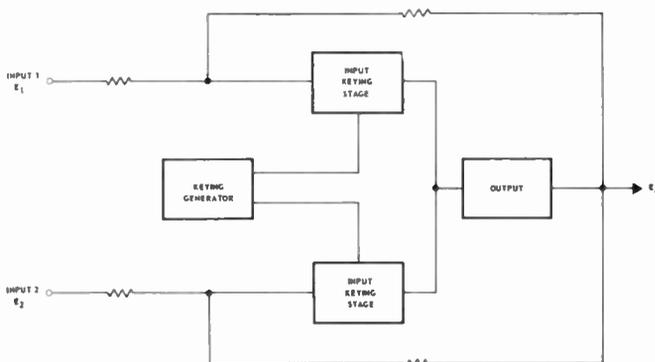 INPUT 1
E1
INPUT
KEYING
STAGE
KEYING
GENERATOR
OUTPUT
E
INPUT 2
E2
INPUT
KEYING
STAGE